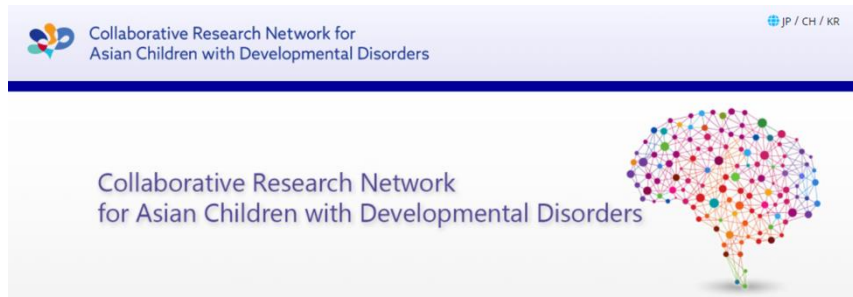 Collaborative Research Network for
Asian Children with Developmental Disorders
JP / CH / KR
Collaborative Research Network
for Asian Children with Developmental Disorders